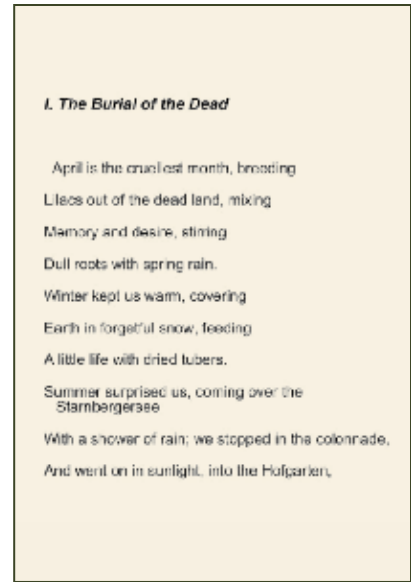 I. The Burial of the Dead
April is the cruellest month, breeding
Lilacs out of the dead land, mixing
Memory and desire, stirring
Dull roots with spring rain.
Winter kept us warm, covering
Earth in forgetful snow, feeding
A little life with dried tubers.
Summer surprised us, coming over the
Starnbergersee
With a shower of rain; we stopped in the colonnade,
And went on in sunlight, into the Hofgarten,